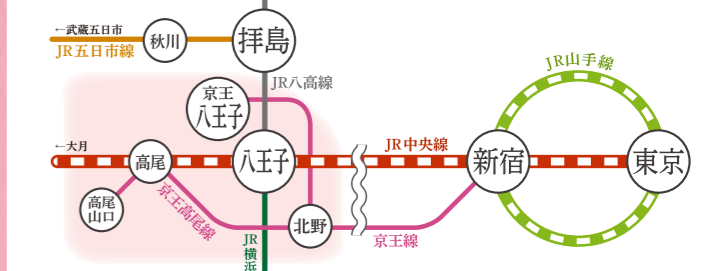 ←武蔵五日市
JR五日市線
秋川
拝島
JR山手線
JR八高線
京王
八王子
←大月
高尾
八王子
JR中央線
新宿
東京
高尾
山口
京王高尾線
JR横浜
北野
京王線